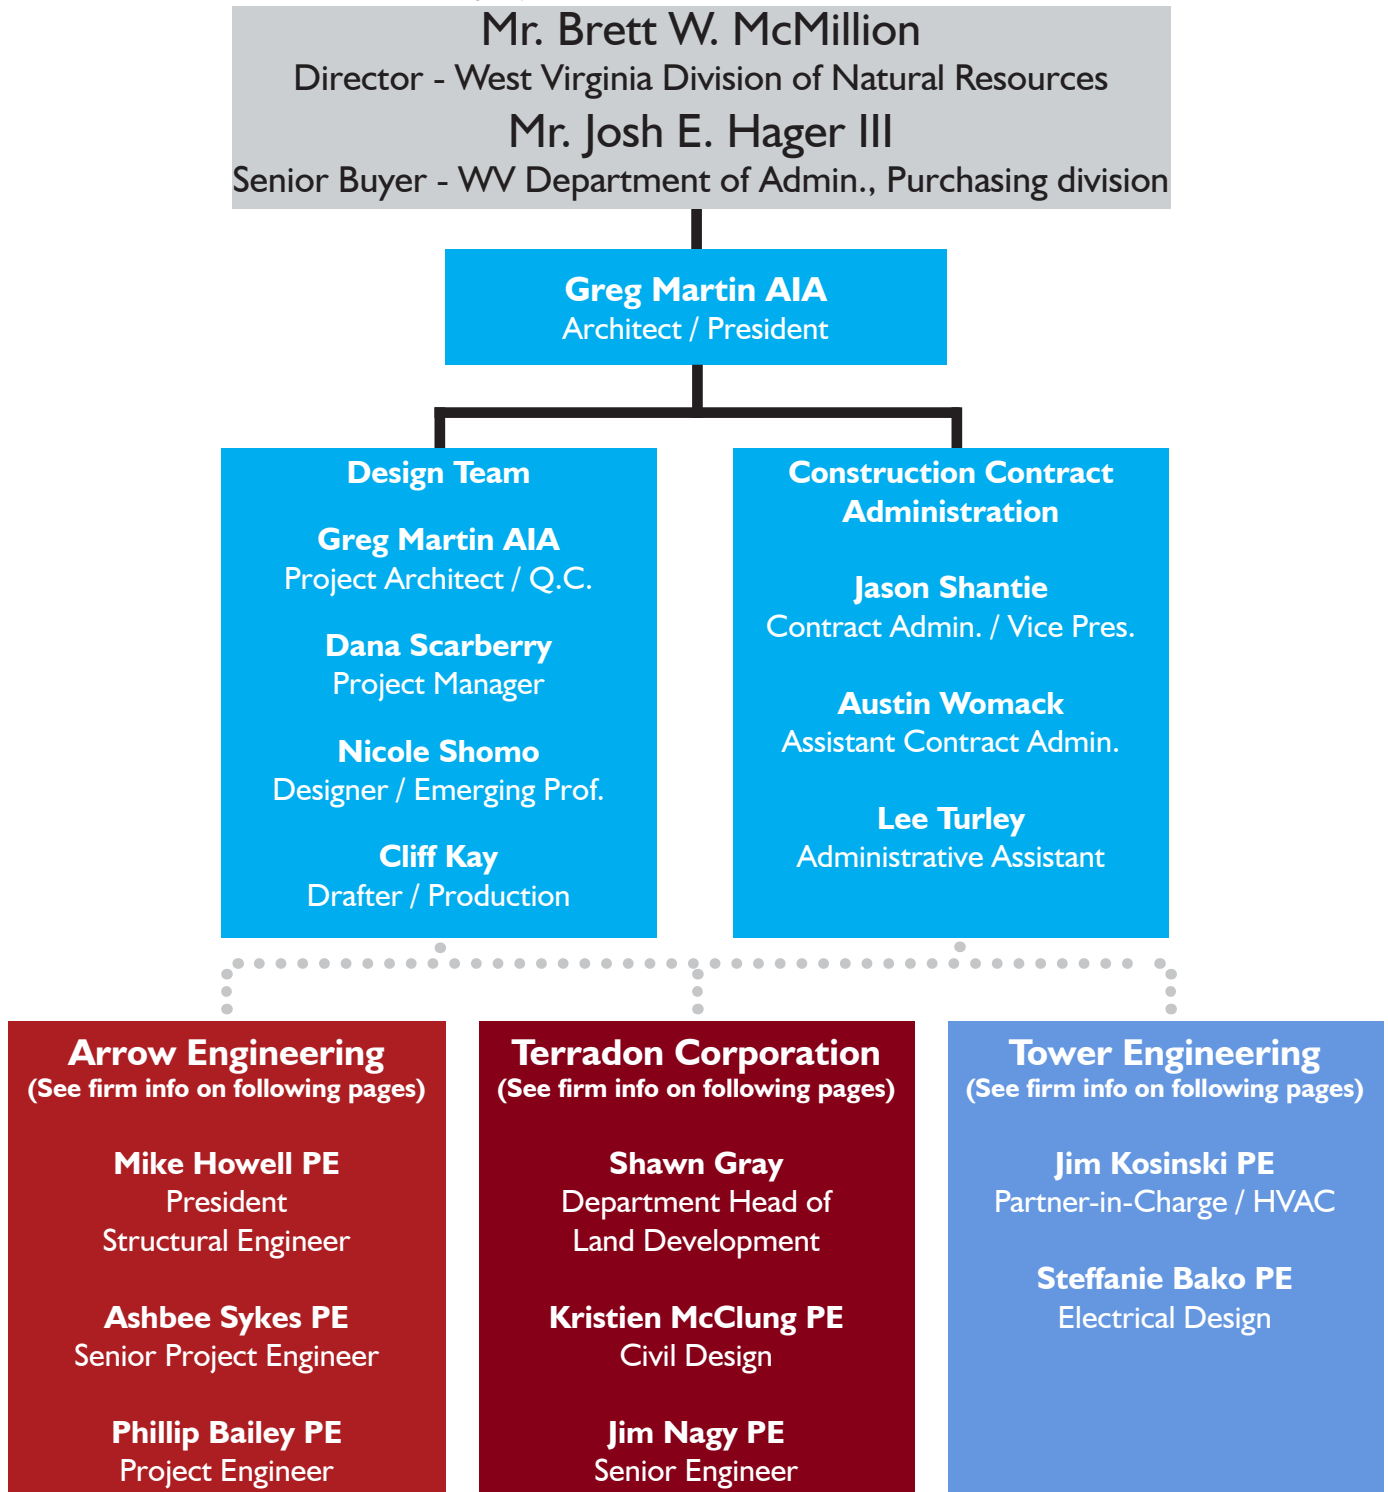 Mr. Brett W. McMillion
Director - West Virginia Division of Natural Resources
Mr. Josh E. Hager III
Senior Buyer - WV Department of Admin., Purchasing division
Greg Martin AIA
Architect / President
Design Team
Greg Martin AIA
Project Architect / Q.C.
Dana Scarberry
Project Manager
Nicole Shomo
Designer / Emerging Prof.
Cliff Kay
Drafter / Production
Construction Contract
Administration
Jason Shantie
Contract Admin. / Vice Pres.
Austin Womack
Assistant Contract Admin.
Lee Turley
Administrative Assistant
Arrow Engineering
(See firm info on following pages)
Mike Howell PE
President
Structural Engineer
Ashbee Sykes PE
Senior Project Engineer
Phillip Bailey PE
Project Engineer
Terradon Corporation
(See firm info on following pages)
Shawn Gray
Department Head of
Land Development
Kristien McClung PE
Civil Design
Jim Nagy PE
Senior Engineer
Tower Engineering
(See firm info on following pages)
Jim Kosinski PE
Partner-in-Charge / HVAC
Steffanie Bako PE
Electrical Design